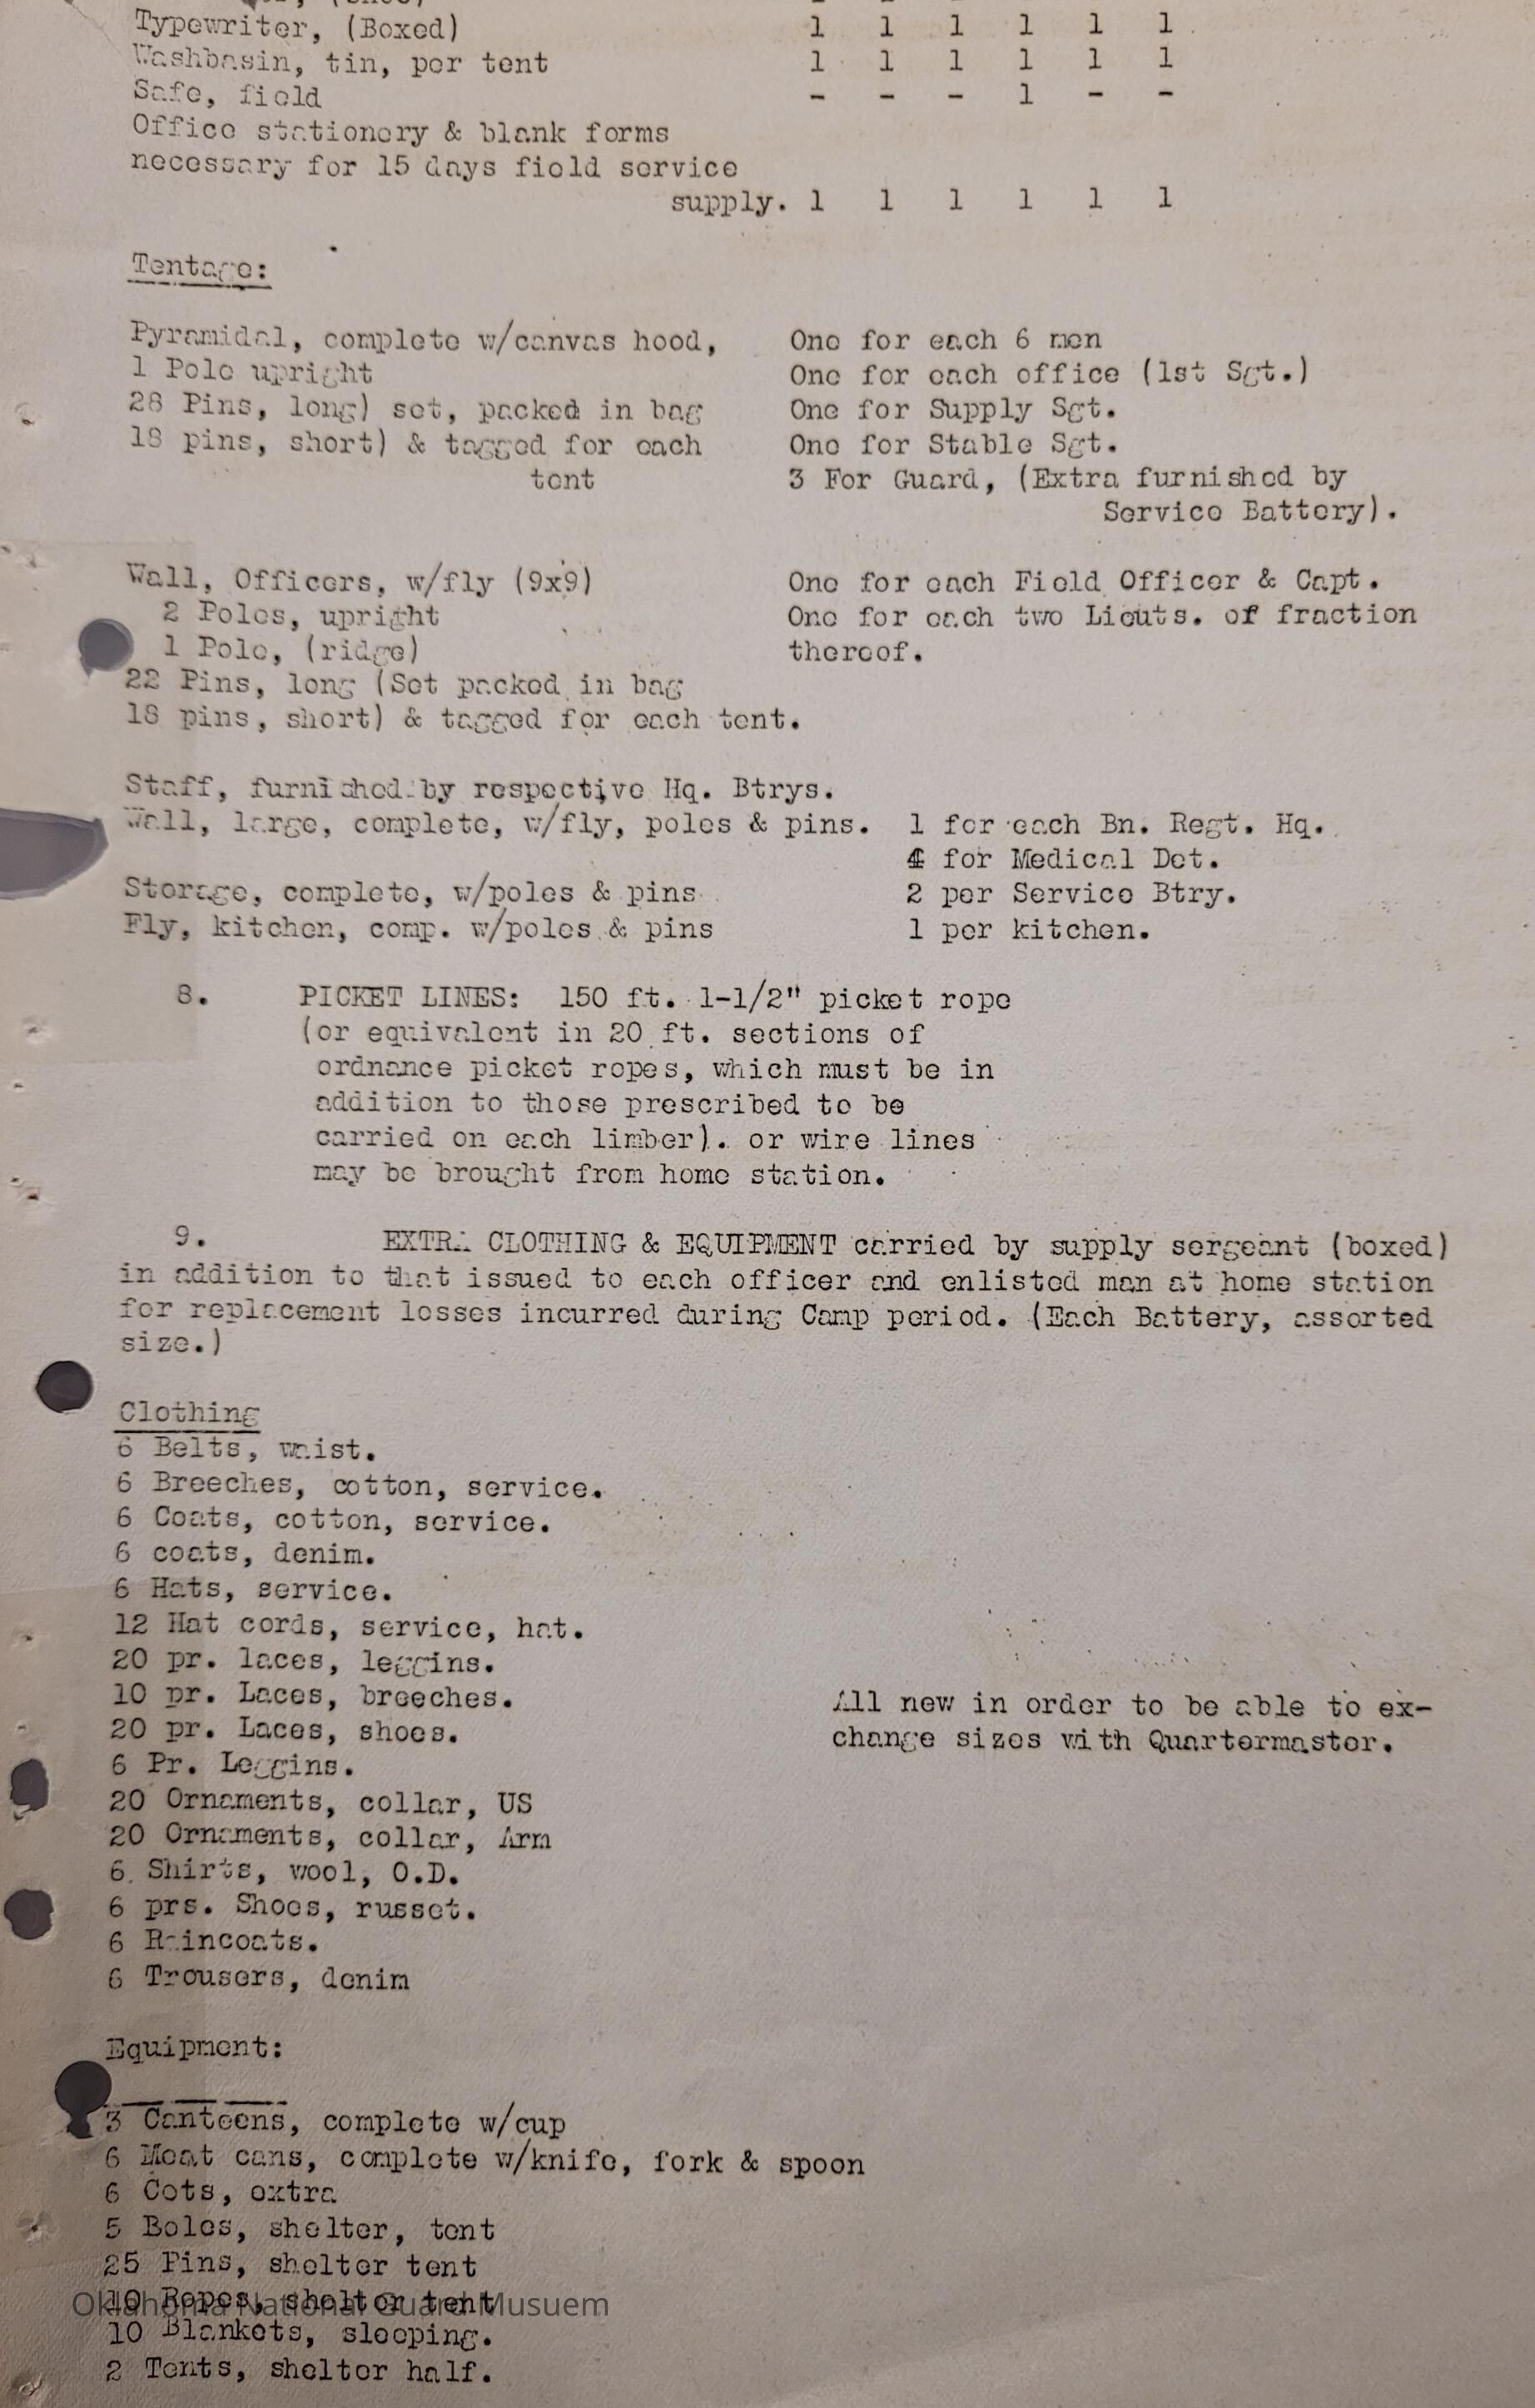 Typewriter, (Boxed) 1 1 1 1 1 1
Washbasin, tin, per tent 1 1 1 1 1 1
Safe, field - - - 1 - -
Office stationery & blank forms
necessary for 15 days field service
supply. 1 1 1 1 1 1
Tentage:
Pyramidal, complete w/canvas hood, One for each 6 men
1 Pole upright One for each office (1st Sgt.)
28 Pins, long) set, packed in bag One for Supply Sgt.
18 pins, short) & tagged for each One for Stable Sgt.
tent 3 For Guard, (Extra furnished by
Service Battery).
Wall, Officers, w/fly (9x9) One for each Field Officer & Capt.
2 Poles, upright One for each two Lieuts. of fraction
1 Pole, (ridge) thereof.
22 Pins, long (Set packed in bag
18 pins, short) & tagged for each tent.
Staff, furnished by respective Hq. Btrys.
Wall, large, complete, w/fly, poles & pins. 1 for each Bn. Regt. Hq.
4 for Medical Det.
Storage, complete, w/poles & pins 2 per Service Btry.
Fly, kitchen, comp. w/poles & pins 1 per kitchen.
8. PICKET LINES: 150 ft. 1-1/2" picket rope
(or equivalent in 20 ft. sections of
ordnance picket ropes, which must be in
addition to those prescribed to be
carried on each limber). or wire lines
may be brought from home station.
9. EXTRA CLOTHING & EQUIPMENT carried by supply sergeant (boxed)
in addition to that issued to each officer and enlisted man at home station
for replacement losses incurred during Camp period. (Each Battery, assorted
size.)
Clothing
6 Belts, waist.
6 Breeches, cotton, service.
6 Coats, cotton, service.
6 coats, denim.
6 Hats, service.
12 Hat cords, service, hat.
20 pr. laces, leggins.
10 pr. Laces, breeches. All new in order to be able to ex-
20 pr. Laces, shoes. change sizes with Quartermaster.
6 Pr. Leggins.
20 Ornaments, collar, US
20 Ornaments, collar, Arm
6. Shirts, wool, O.D.
6 prs. Shoes, russet.
6 Raincoats.
6 Trousers, denim
Equipment:
3 Canteens, complete w/cup
6 Meat cans, complete w/knife, fork & spoon
6 Cots, extra
5 Boles, shelter, tent
25 Pins, shelter tent
10 Ropes, shelter tent
Oklahoma National Guard Musuem
10 Blankets, sleeping.
2 Tents, shelter half.